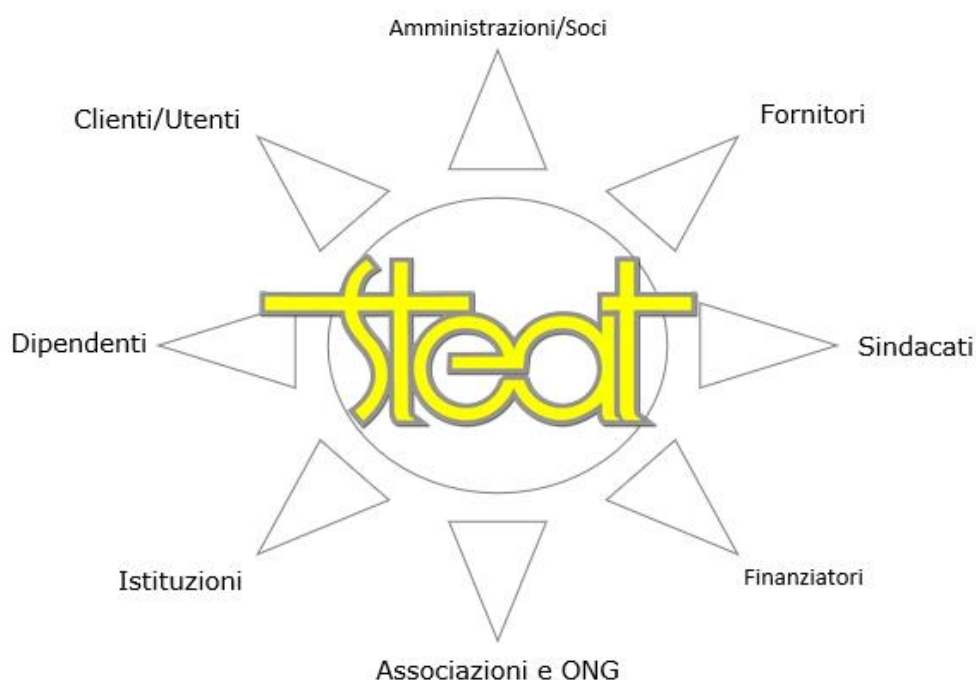 Amministrazioni/Soci
Clienti/Utenti
Fornitori
steat
Dipendenti
Sindacati
Istituzioni
Finanziatori
Associazioni e ONG